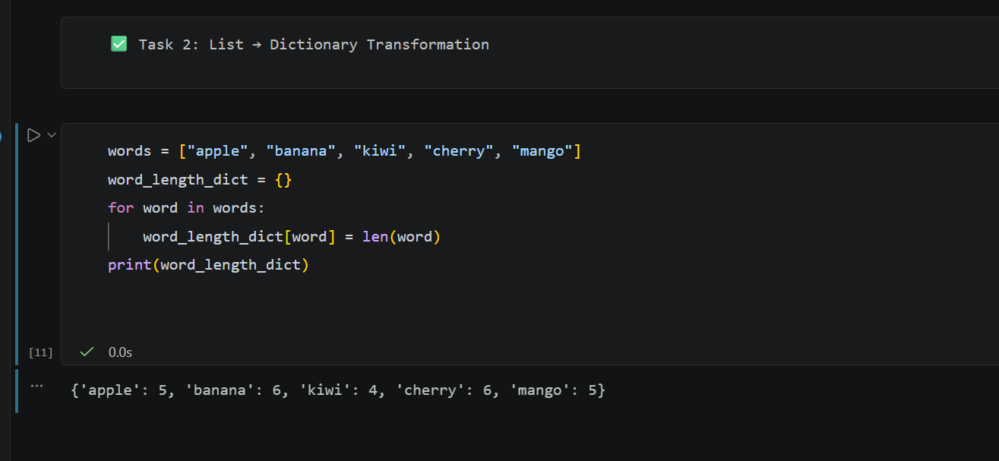 ✅ Task 2: List → Dictionary Transformation
words = ["apple", "banana", "kiwi", "cherry", "mango"]
word_length_dict = {}
for word in words:
    word_length_dict[word] = len(word)
print(word_length_dict)
[11] ✓ 0.0s
{'apple': 5, 'banana': 6, 'kiwi': 4, 'cherry': 6, 'mango': 5}